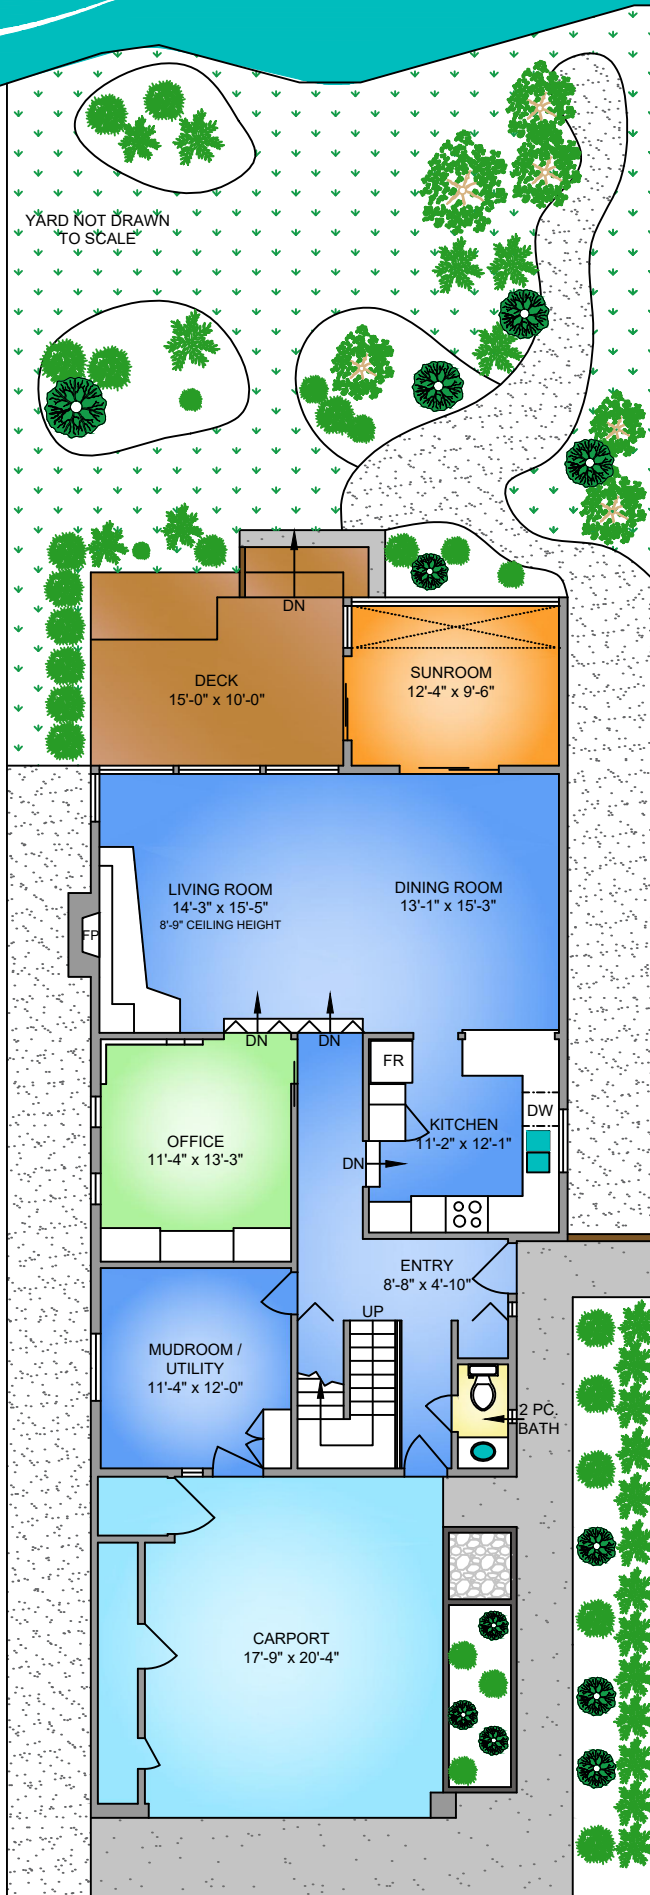 YARD NOT DRAWN
TO SCALE
DN
DECK
15'-0" x 10'-0"
SUNROOM
12'-4" x 9'-6"
LIVING ROOM
14'-3" x 15'-5"
8'-9" CEILING HEIGHT
DINING ROOM
13'-1" x 15'-3"
FP
DN
DN
FR
DW
KITCHEN
11'-2" x 12'-1"
OFFICE
11'-4" x 13'-3"
DN
ENTRY
8'-8" x 4'-10"
UP
MUDROOM /
UTILITY
11'-4" x 12'-0"
2 PC.
BATH
CARPORT
17'-9" x 20'-4"